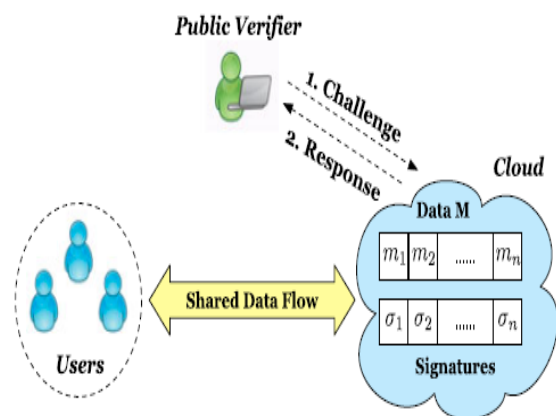 Public Verifier
1. Challenge
2. Response
Cloud
Data M
m₁ m₂ ...... mₙ
Shared Data Flow
σ₁ σ₂ ...... σₙ
Signatures
Users